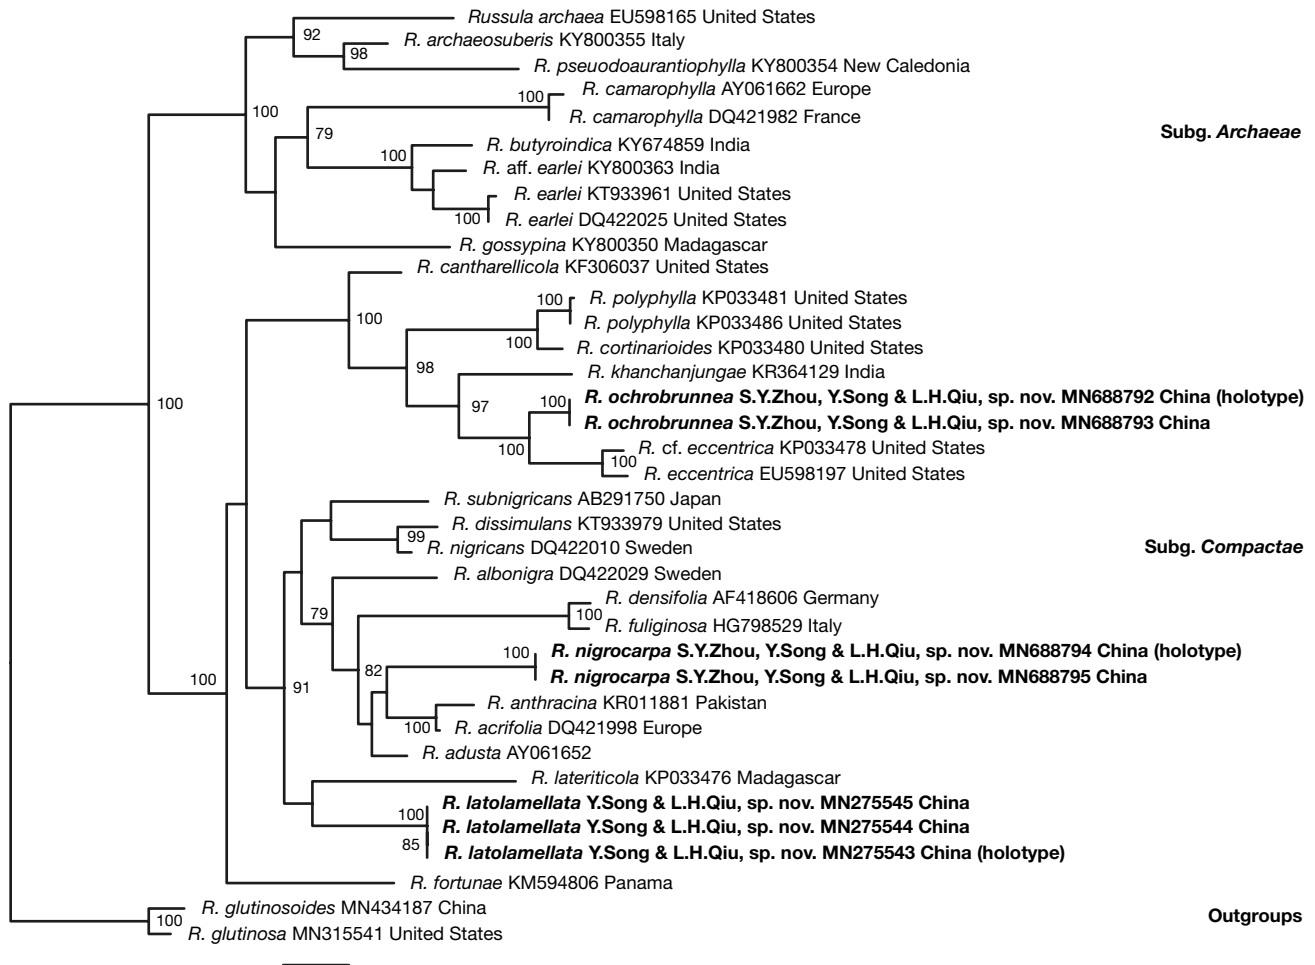 Russula archaea EU598165 United States
92
R. archaeosuberis KY800355 Italy
98
R. pseudoaurantiophylla KY800354 New Caledonia
R. camarophylla AY061662 Europe
100
100
R. camarophylla DQ421982 France
79
Subg. Archaeae
R. butyroindica KY674859 India
100
R. aff. earlei KY800363 India
R. earlei KT933961 United States
100
R. earlei DQ422025 United States
R. gossypina KY800350 Madagascar
R. cantharellicola KF306037 United States
R. polyphylla KP033481 United States
100
100
R. polyphylla KP033486 United States
100
R. cortinarioides KP033480 United States
98
R. khanchanjungae KR364129 India
R. ochrobrunnea S.Y.Zhou, Y.Song & L.H.Qiu, sp. nov. MN688792 China (holotype)
100
100
97
R. ochrobrunnea S.Y.Zhou, Y.Song & L.H.Qiu, sp. nov. MN688793 China
100
R. cf. eccentrica KP033478 United States
100
R. eccentrica EU598197 United States
R. subnigricans AB291750 Japan
R. dissimulans KT933979 United States
99
R. nigricans DQ422010 Sweden
Subg. Compactae
R. albonigra DQ422029 Sweden
R. densifolia AF418606 Germany
79
100
R. fuliginosa HG798529 Italy
R. nigrocarpa S.Y.Zhou, Y.Song & L.H.Qiu, sp. nov. MN688794 China (holotype)
100
82
R. nigrocarpa S.Y.Zhou, Y.Song & L.H.Qiu, sp. nov. MN688795 China
100
91
R. anthracina KR011881 Pakistan
100
R. acrifolia DQ421998 Europe
R. adusta AY061652
R. lateriticola KP033476 Madagascar
R. latolamellata Y.Song & L.H.Qiu, sp. nov. MN275545 China
100
R. latolamellata Y.Song & L.H.Qiu, sp. nov. MN275544 China
85
R. latolamellata Y.Song & L.H.Qiu, sp. nov. MN275543 China (holotype)
R. fortunae KM594806 Panama
R. glutinosoides MN434187 China
100
Outgroups
R. glutinosa MN315541 United States